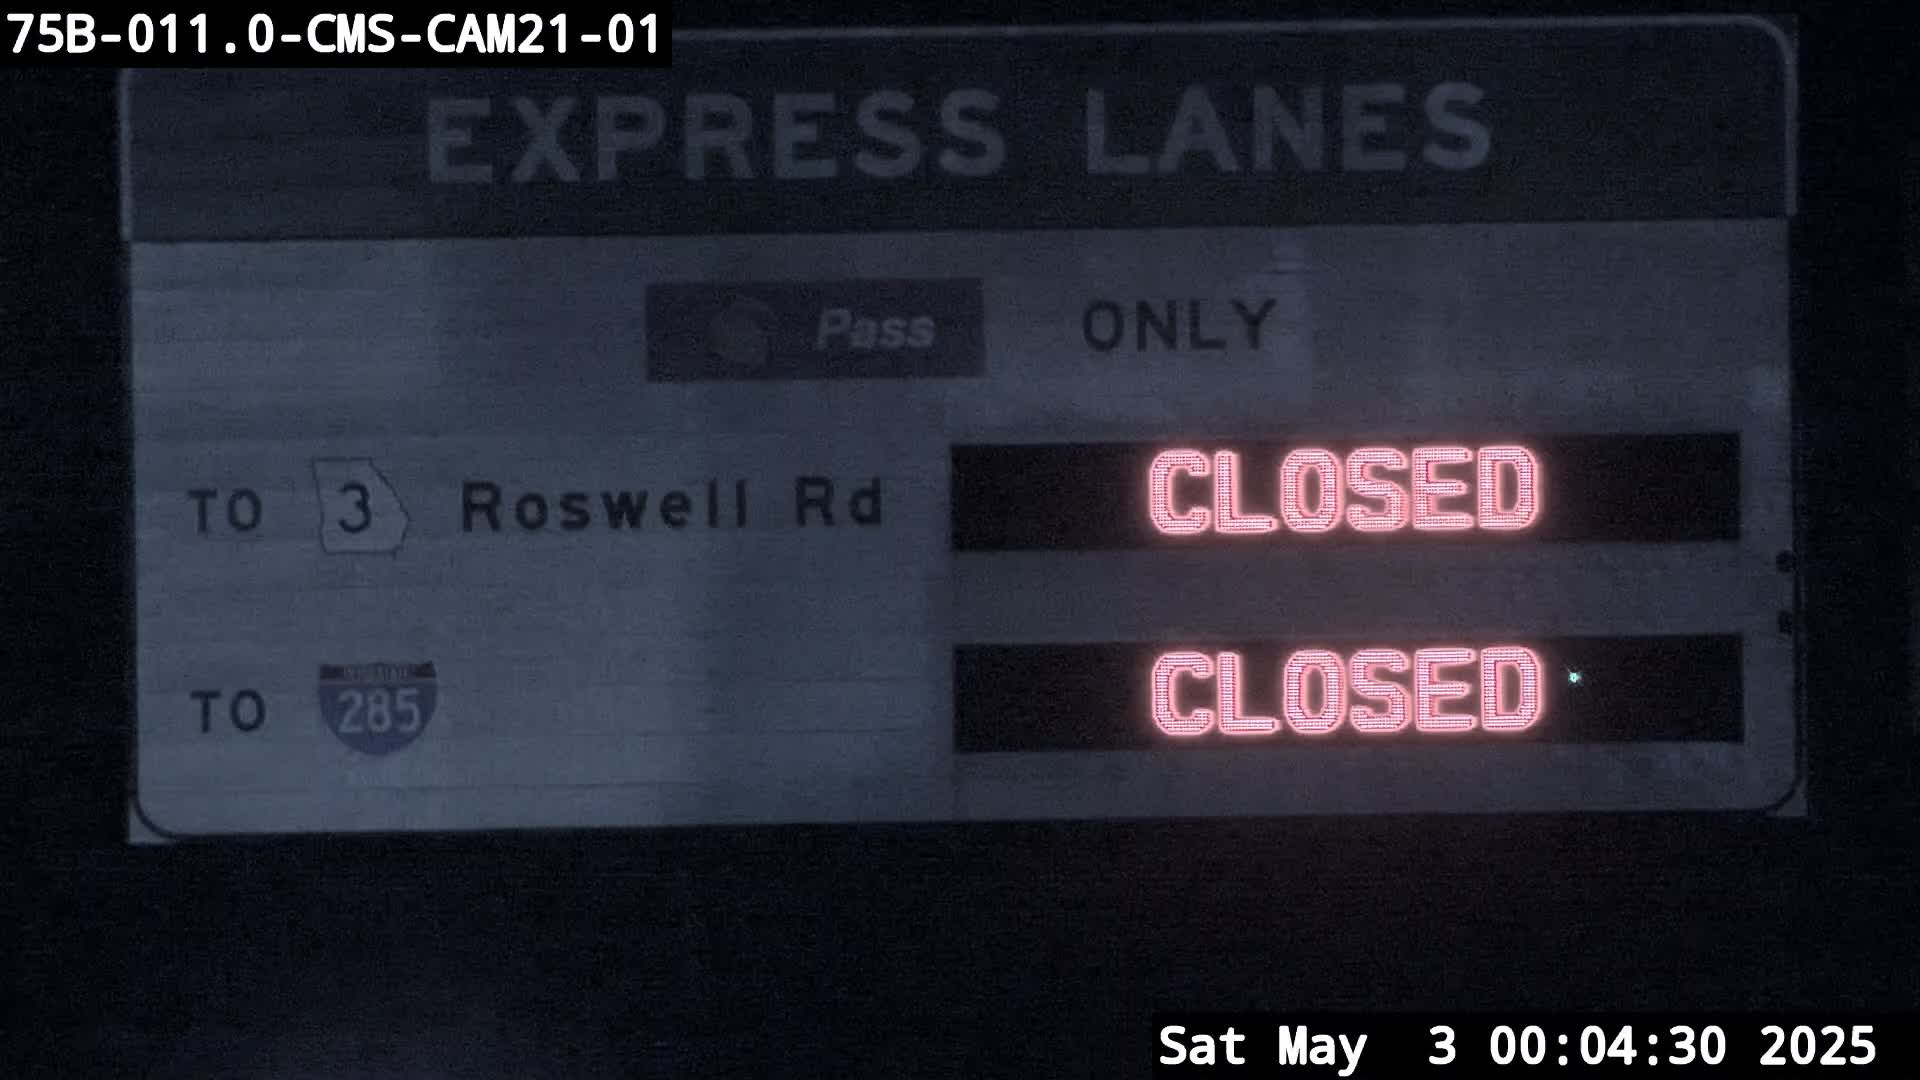 75B-011.0-CMS-CAM21-01
EXPRESS LANES
Pass ONLY
TO 3 Roswell Rd CLOSED
INTERSTATE
TO 285 CLOSED
Sat May 3 00:04:30 2025